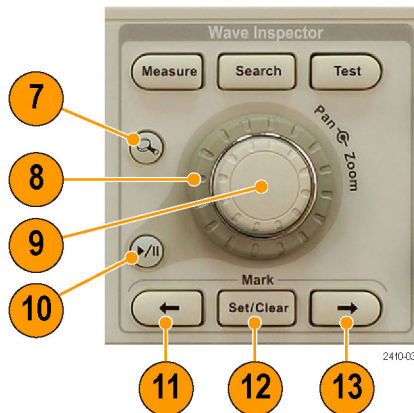 Wave Inspector
Measure Search Test
7
Pan Zoom
8
9
10
▶/II
Mark
← Set/Clear →
2410-03
11 12 13